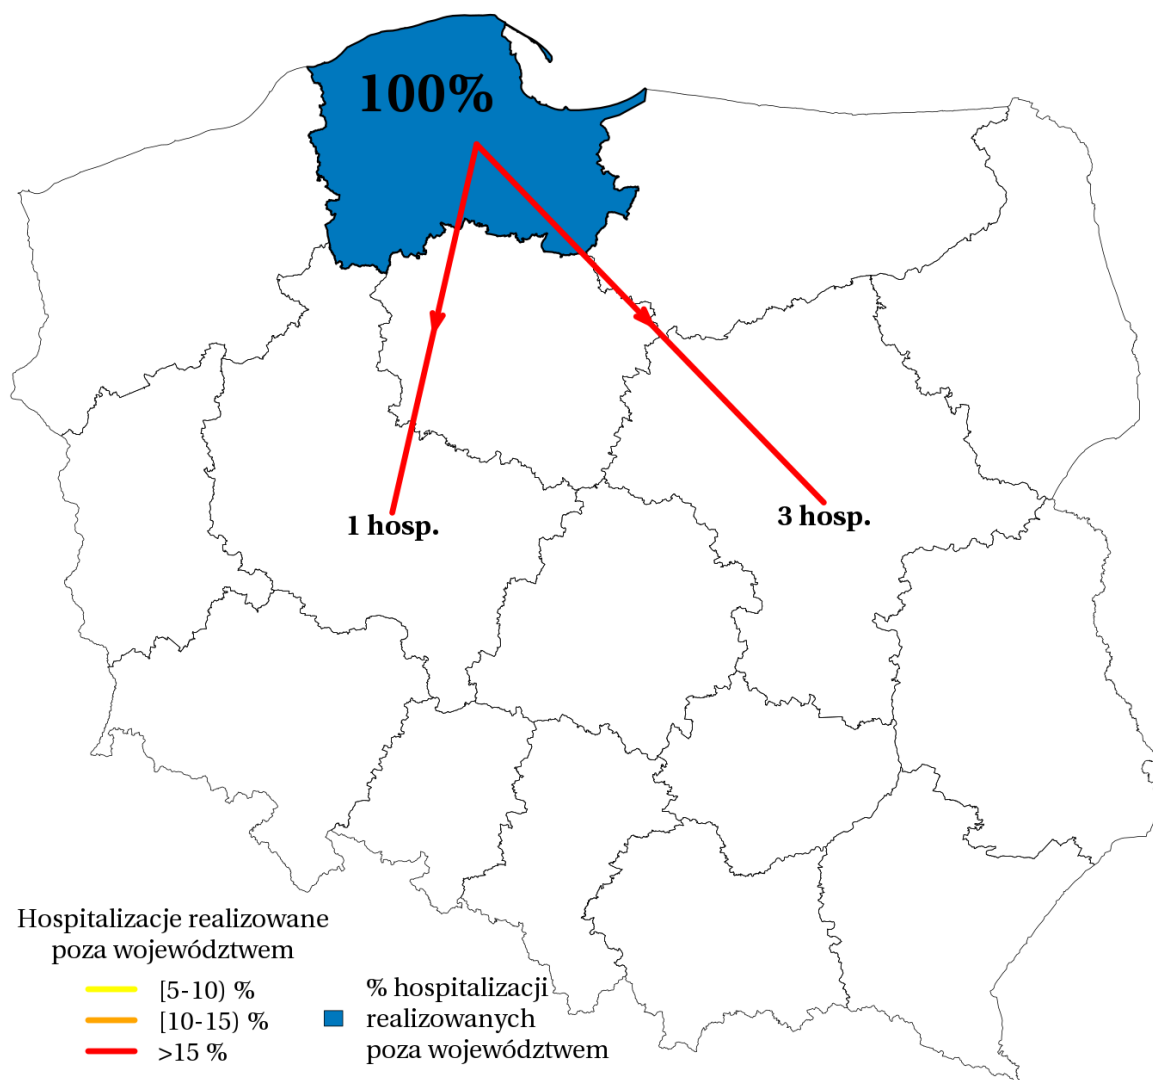 100%
1 hosp.
3 hosp.
Hospitalizacje realizowane
poza województwem
[5-10) %
[10-15) %
>15 %
% hospitalizacji
realizowanych
poza województwem